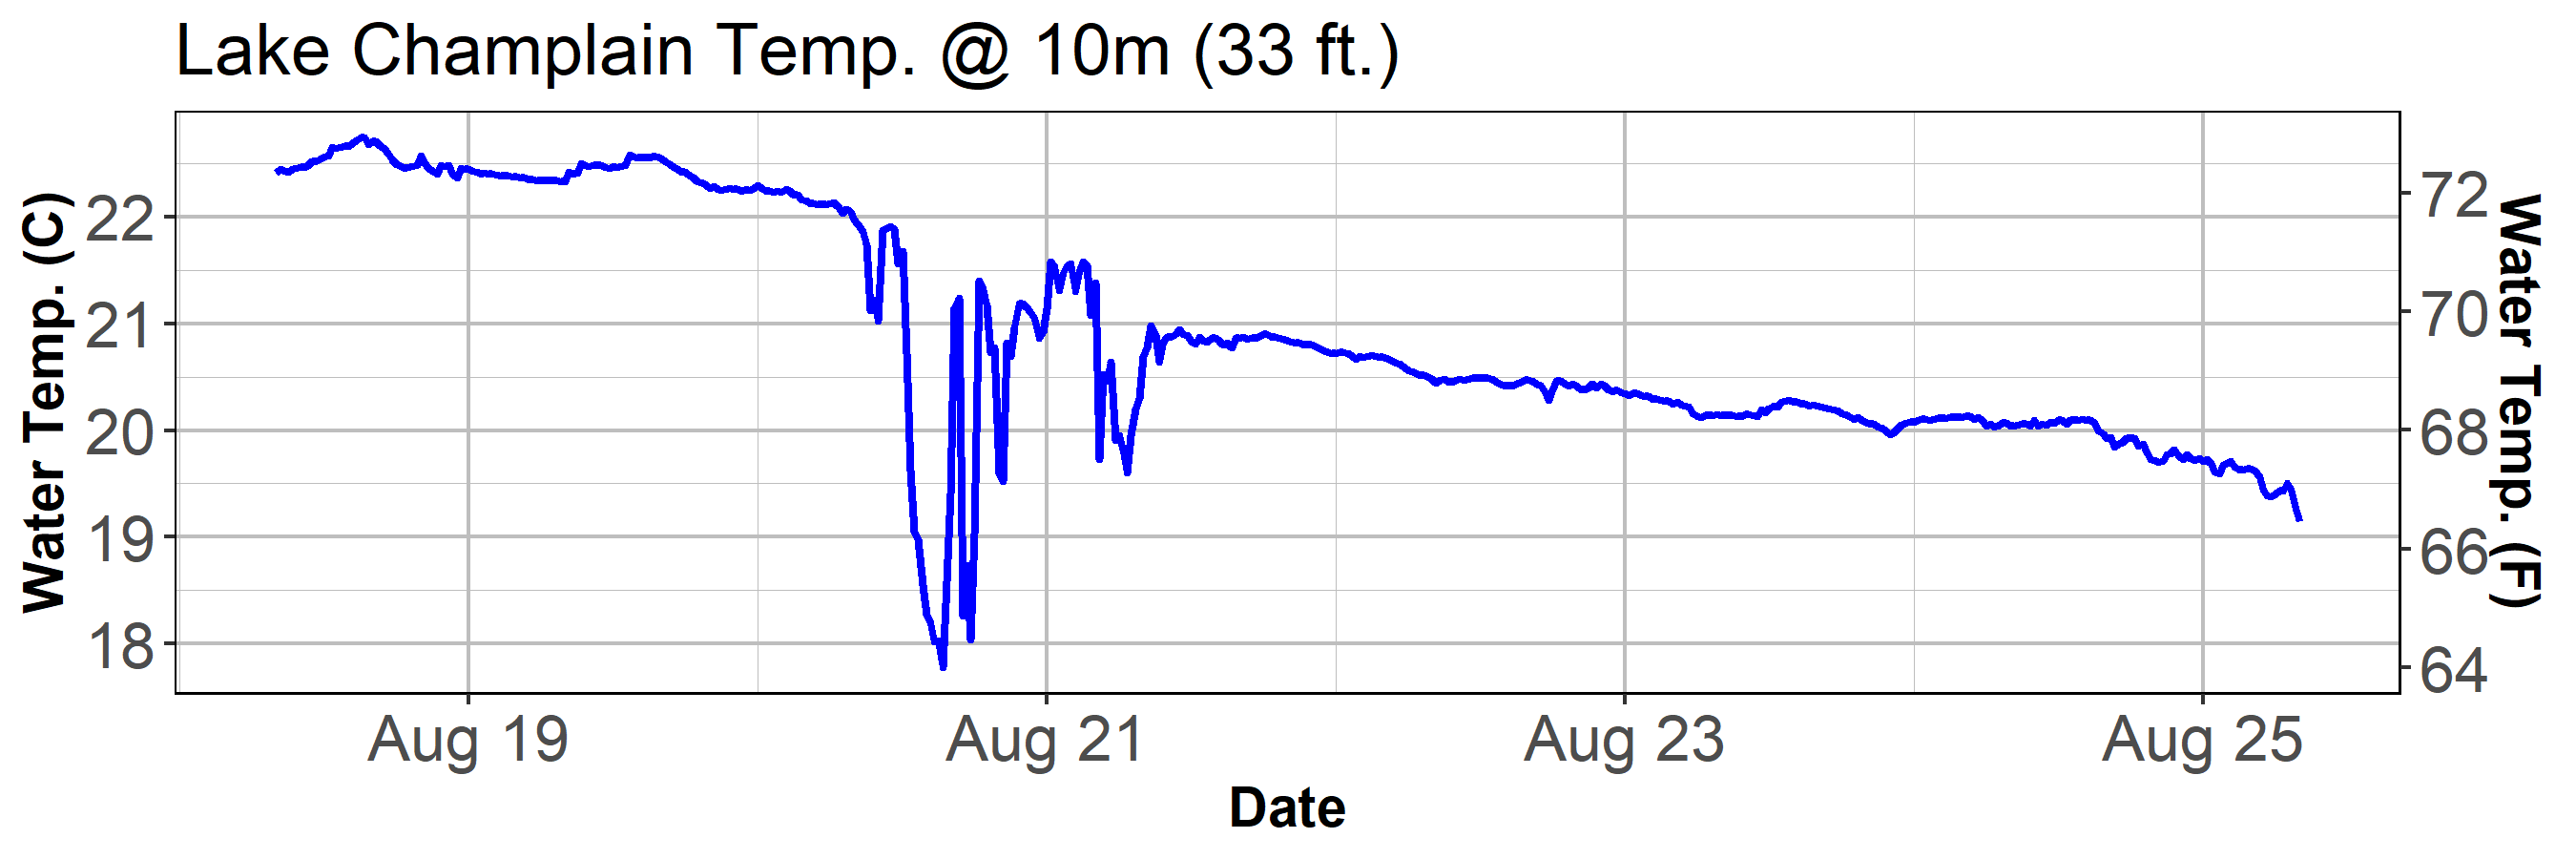 Lake Champlain Temp. @ 10m (33 ft.)
Water Temp. (C)
22
21
20
19
18
72
70
68
66
64
Water Temp. (F)
Aug 19 Aug 21 Aug 23 Aug 25
Date